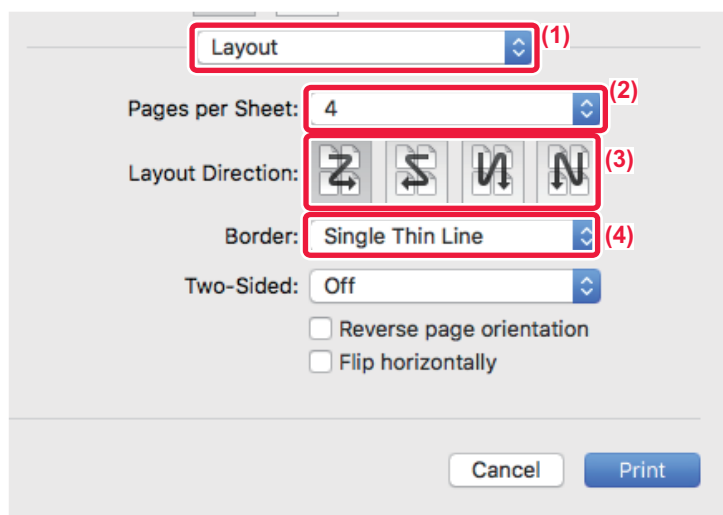 Layout (1)
Pages per Sheet: 4 (2)
Layout Direction: (3)
Border: Single Thin Line (4)
Two-Sided: Off
Reverse page orientation
Flip horizontally
Cancel Print